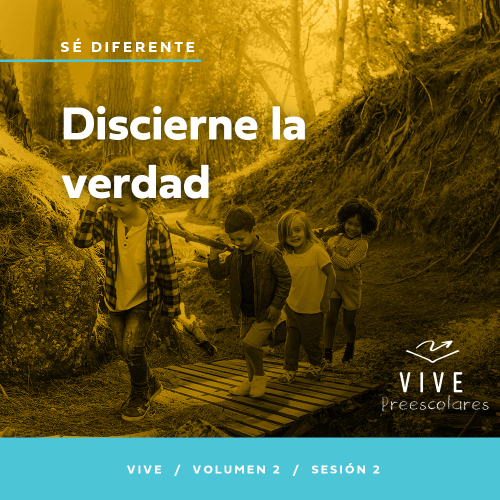 SÉ DIFERENTE
Discierne la
verdad
VIVE
Preescolares
VIVE / VOLUMEN 2 / SESIÓN 2